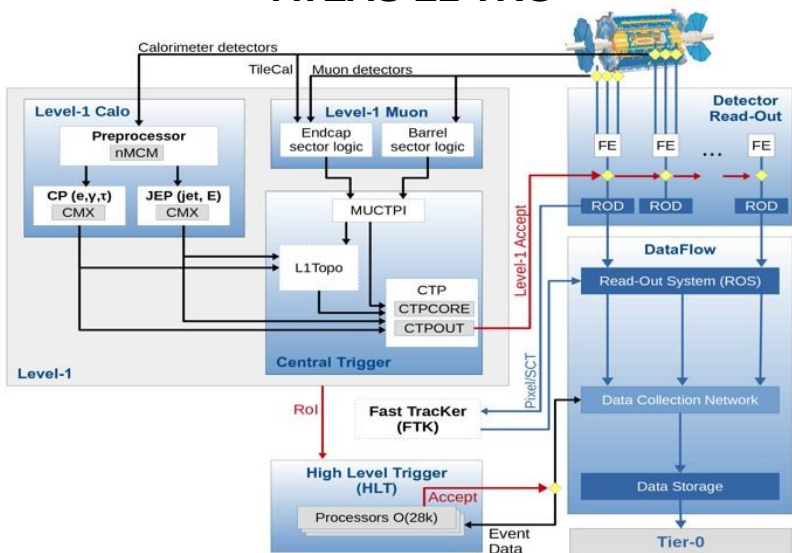 Calorimeter detectors
TileCal
Muon detectors
Level-1 Calo
Preprocessor
nMCM
CP (e,γ,τ)
CMX
JEP (jet, E)
CMX
Level-1 Muon
Endcap
sector logic
Barrel
sector logic
MUCTPI
L1Topo
CTP
CTPCORE
CTPOUT
Central Trigger
Level-1
Level-1 Accept
Detector
Read-Out
FE
FE
...
FE
ROD
ROD
ROD
DataFlow
Read-Out System (ROS)
Pixel/SCT
RoI
Fast TracKer
(FTK)
Data Collection Network
High Level Trigger
(HLT)
Accept
Processors O(28k)
Event
Data
Data Storage
Tier-0